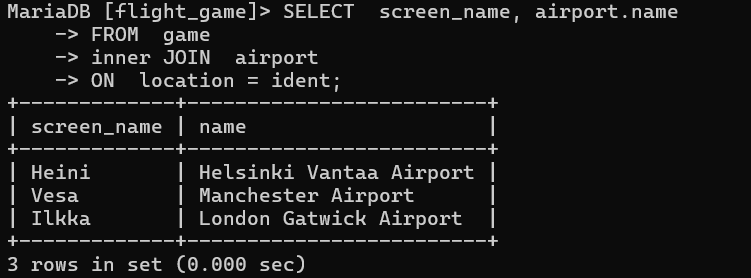 MariaDB [flight_game]> SELECT  screen_name, airport.name
    -> FROM  game
    -> inner JOIN  airport
    -> ON  location = ident;
+-------------+-------------------------+
| screen_name | name                    |
+-------------+-------------------------+
| Heini       | Helsinki Vantaa Airport |
| Vesa        | Manchester Airport      |
| Ilkka       | London Gatwick Airport  |
+-------------+-------------------------+
3 rows in set (0.000 sec)